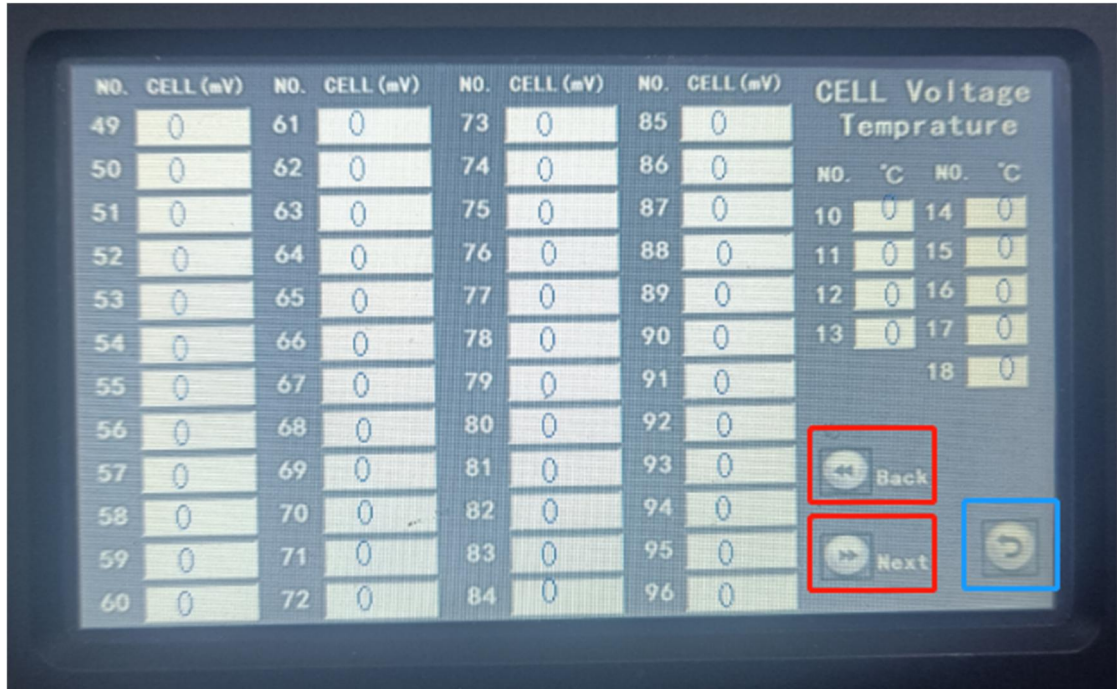 NO. CELL(mV) NO. CELL(mV) NO. CELL(mV) NO. CELL(mV) CELL Voltage
Temprature
49 0 61 0 73 0 85 0
50 0 62 0 74 0 86 0 NO. ℃ NO. ℃
51 0 63 0 75 0 87 0 10 0 14 0
52 0 64 0 76 0 88 0 11 0 15 0
53 0 65 0 77 0 89 0 12 0 16 0
54 0 66 0 78 0 90 0 13 0 17 0
55 0 67 0 79 0 91 0 18 0
56 0 68 0 80 0 92 0
57 0 69 0 81 0 93 0 Back
58 0 70 0 82 0 94 0
59 0 71 0 83 0 95 0 Next
60 0 72 0 84 0 96 0